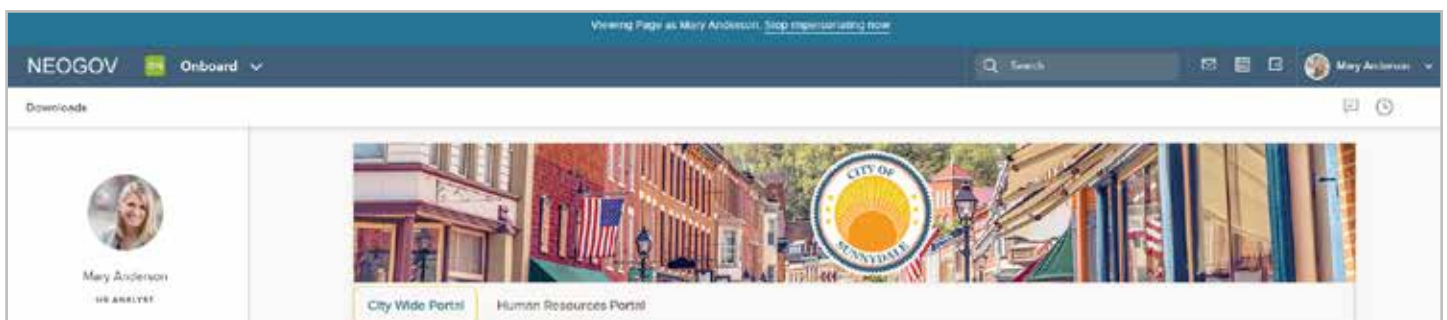 Viewing Page as Mary Anderson. Stop impersonating now
NEOGOV ON Onboard Search Mary Anderson
Downloads
CITY OF
SUNNYDALE
Mary Anderson
HR ANALYST
City Wide Portal Human Resources Portal